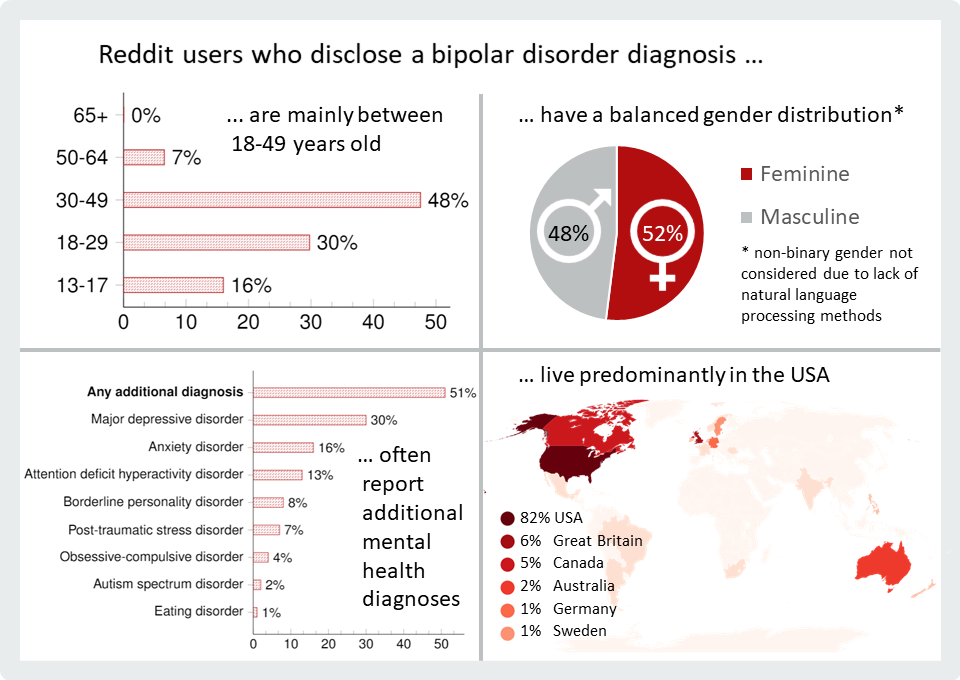 Reddit users who disclose a bipolar disorder diagnosis ...
... are mainly between
18-49 years old
65+ 0%
50-64 7%
30-49 48%
18-29 30%
13-17 16%
0 10 20 30 40 50
... have a balanced gender distribution*
48% 52%
Feminine
Masculine
* non-binary gender not
considered due to lack of
natural language
processing methods
Any additional diagnosis 51%
Major depressive disorder 30%
Anxiety disorder 16%
Attention deficit hyperactivity disorder 13%
Borderline personality disorder 8%
Post-traumatic stress disorder 7%
Obsessive-compulsive disorder 4%
Autism spectrum disorder 2%
Eating disorder 1%
0 10 20 30 40 50
... often
report
additional
mental
health
diagnoses
... live predominantly in the USA
82% USA
6% Great Britain
5% Canada
2% Australia
1% Germany
1% Sweden